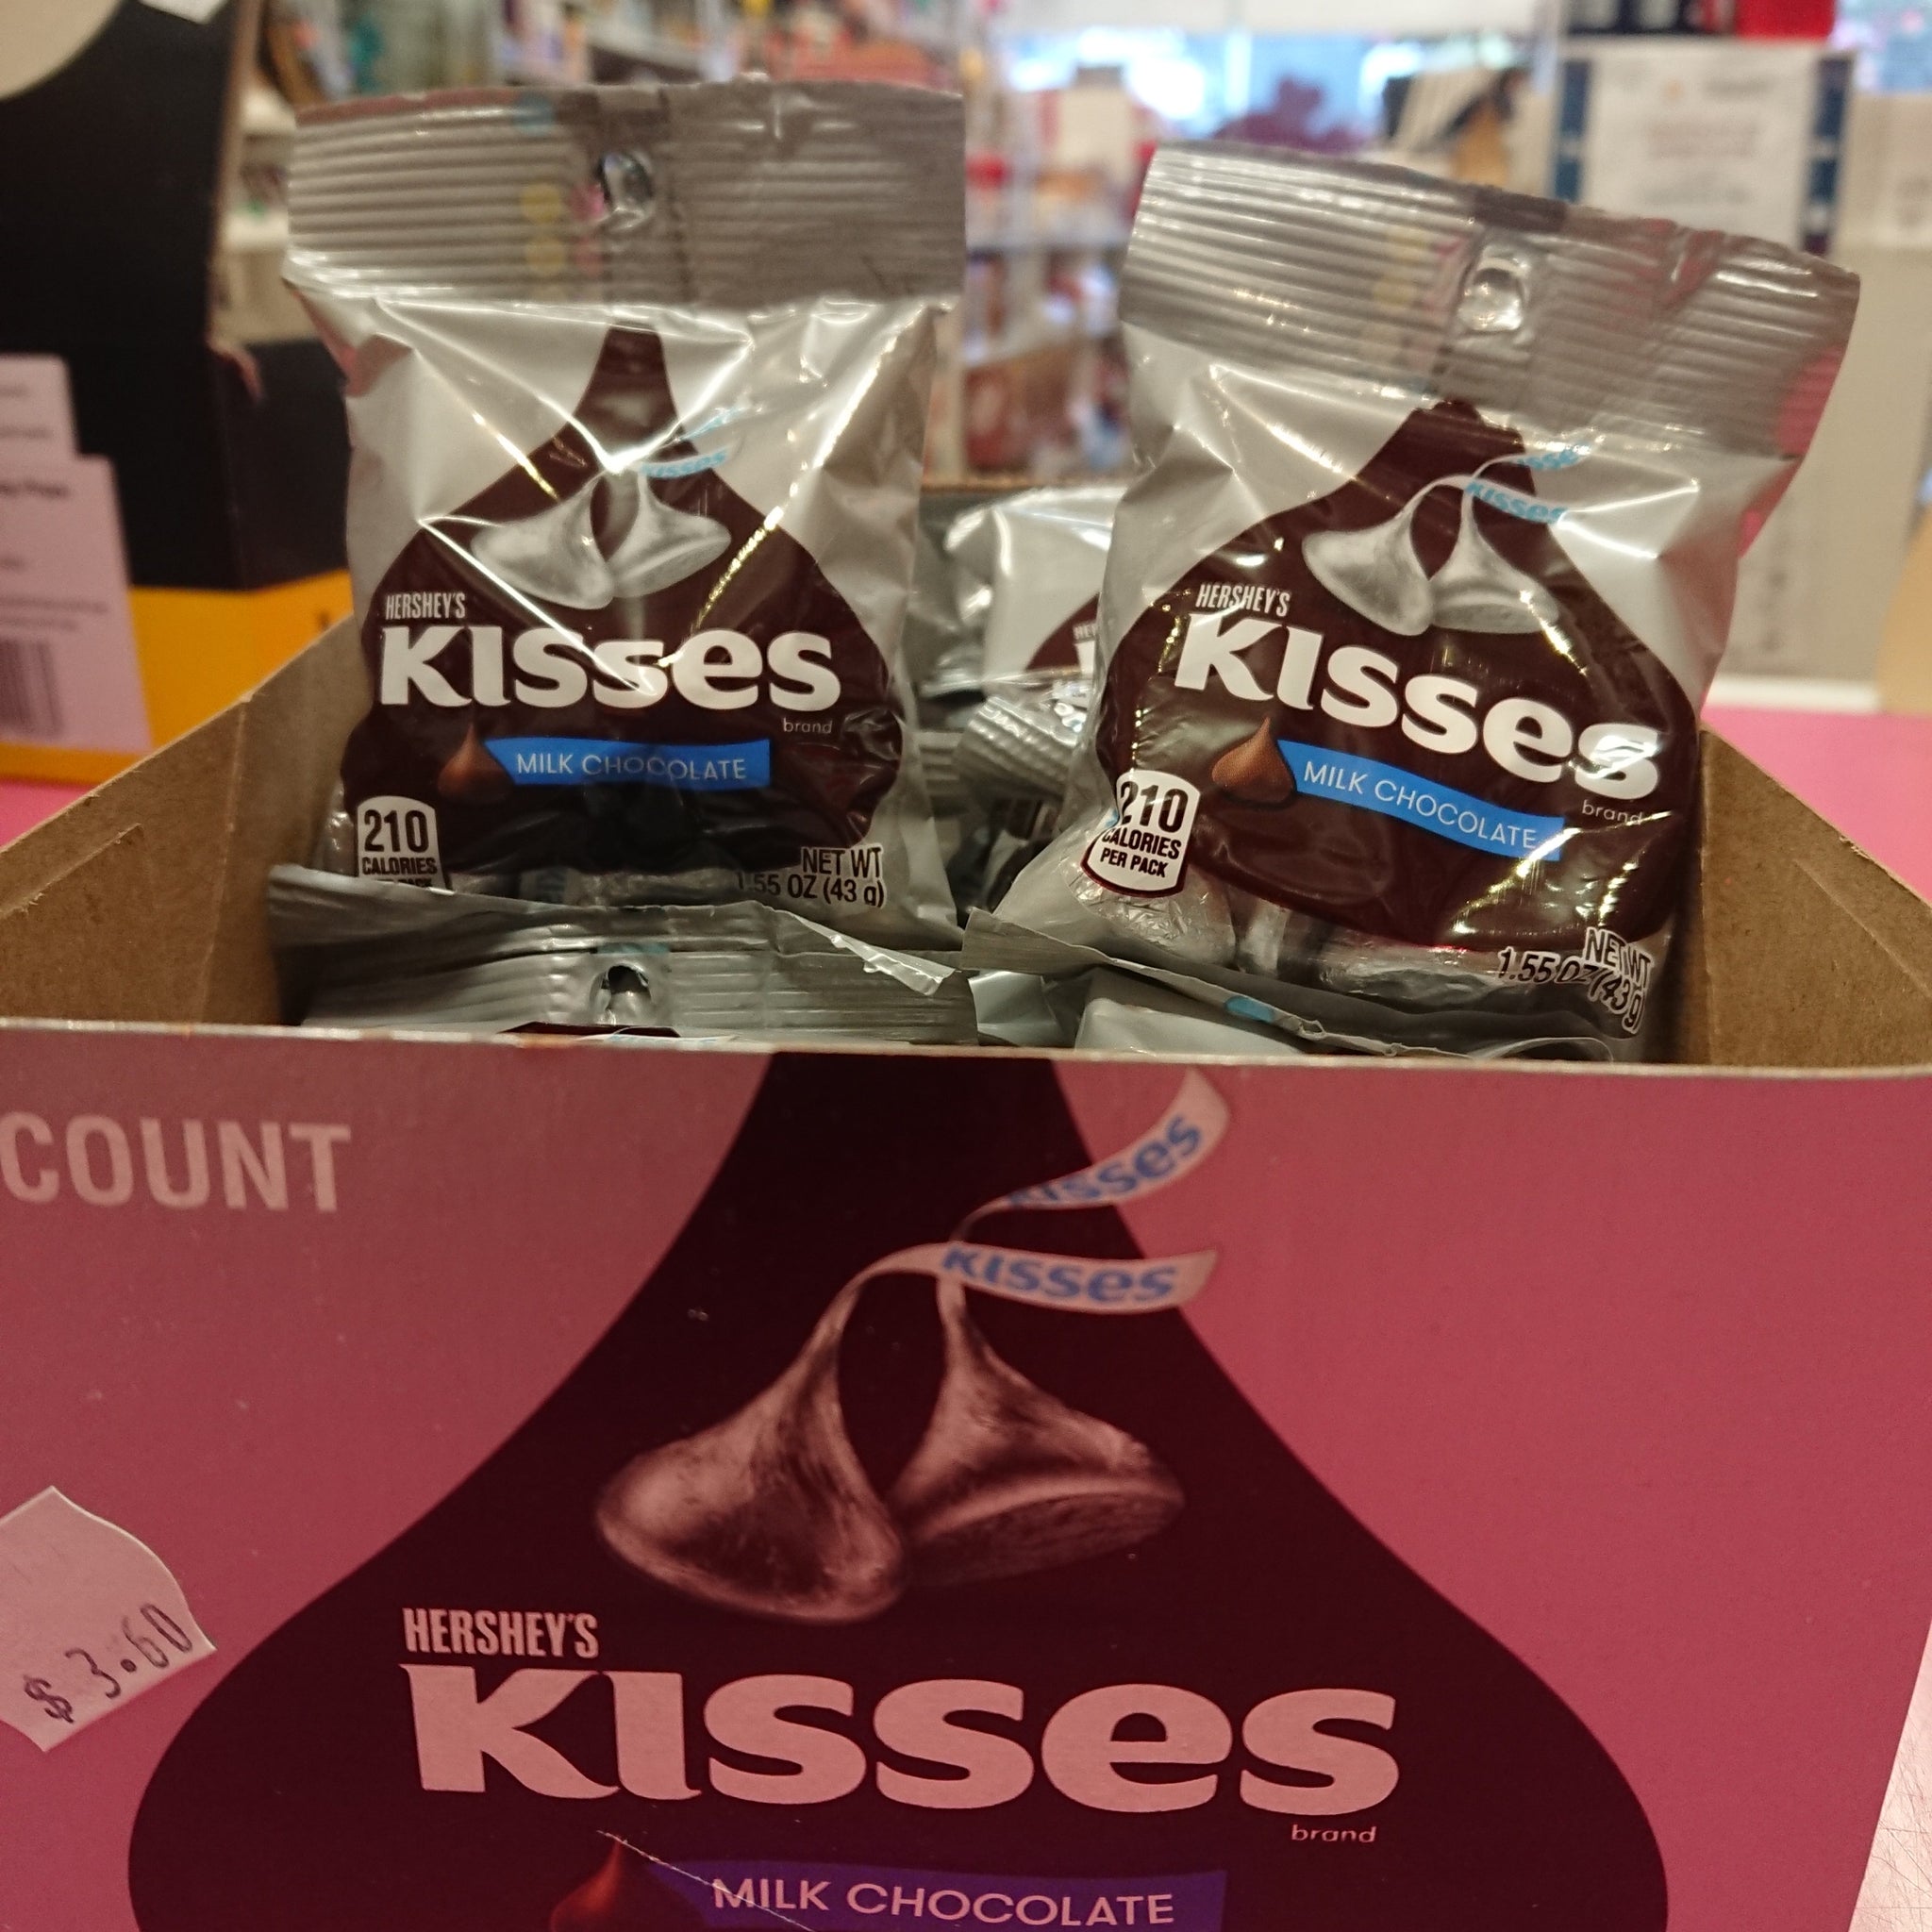 KISSES
HERSHEY'S
KISSES
brand
MILK CHOCOLATE
210
CALORIES
NET WT
1.55 OZ (43 g)
KISSES
HERSHEY'S
KISSES
brand
MILK CHOCOLATE
210
CALORIES
PER PACK
NET WT
1.55 OZ (43 g)
COUNT
KISSES
KISSES
$3.60
HERSHEY'S
KISSES
brand
MILK CHOCOLATE